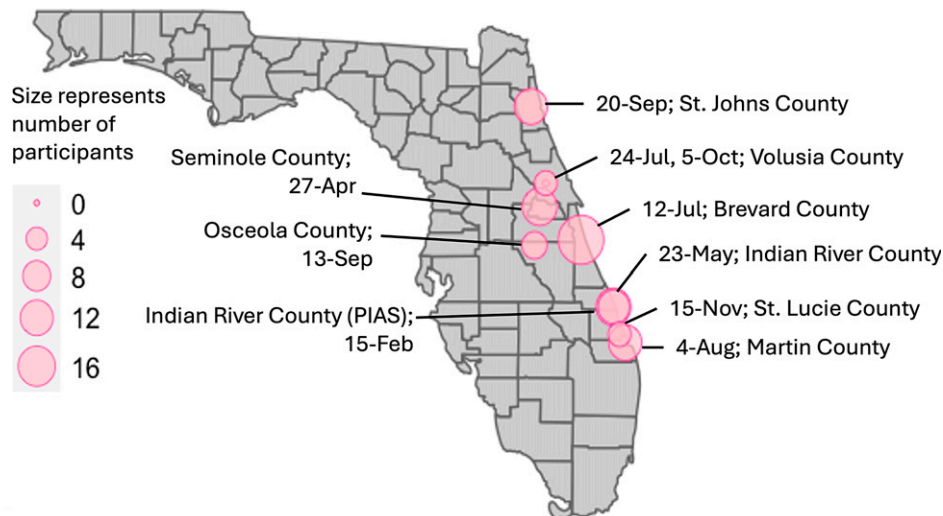 Size represents
number of
participants
0
4
8
12
16
Seminole County;
27-Apr
Osceola County;
13-Sep
Indian River County (PIAS);
15-Feb
20-Sep; St. Johns County
24-Jul, 5-Oct; Volusia County
12-Jul; Brevard County
23-May; Indian River County
15-Nov; St. Lucie County
4-Aug; Martin County